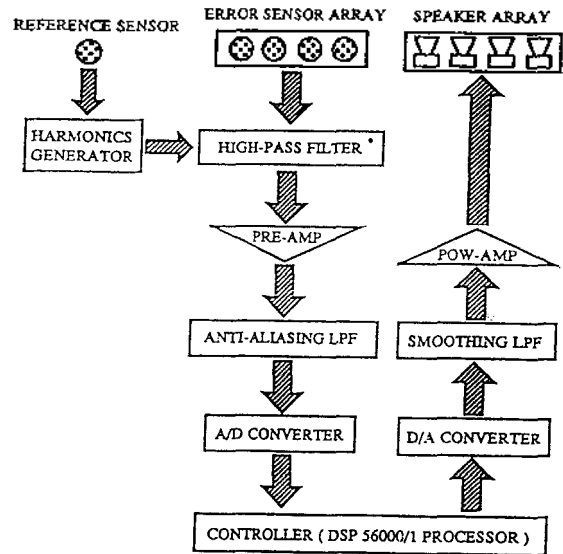 REFERENCE SENSOR
ERROR SENSOR ARRAY
SPEAKER ARRAY
HARMONICS
GENERATOR
HIGH-PASS FILTER *
PRE-AMP
POW-AMP
ANTI-ALIASING LPF
SMOOTHING LPF
A/D CONVERTER
D/A CONVERTER
CONTROLLER ( DSP 56000/1 PROCESSOR )